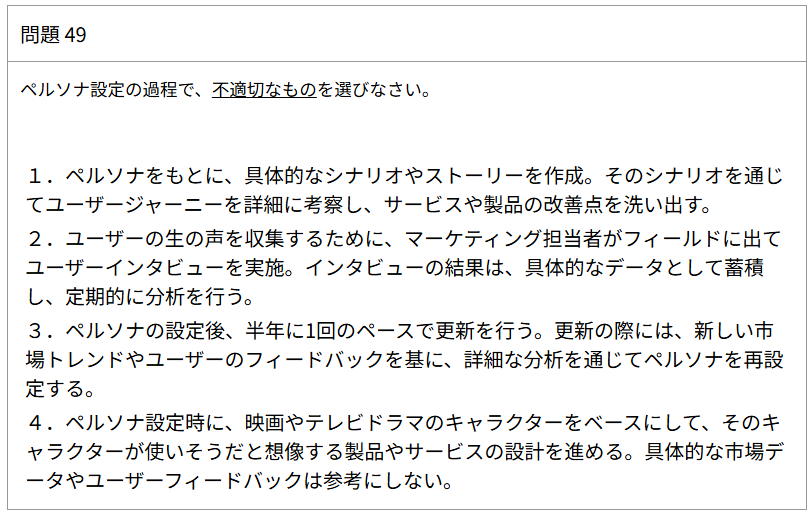 問題 49
ペルソナ設定の過程で、不適切なものを選びなさい。
１．ペルソナをもとに、具体的なシナリオやストーリーを作成。そのシナリオを通じ
てユーザージャーニーを詳細に考察し、サービスや製品の改善点を洗い出す。
２．ユーザーの生の声を収集するために、マーケティング担当者がフィールドに出て
ユーザーインタビューを実施。インタビューの結果は、具体的なデータとして蓄積
し、定期的に分析を行う。
３．ペルソナの設定後、半年に1回のペースで更新を行う。更新の際には、新しい市
場トレンドやユーザーのフィードバックを基に、詳細な分析を通じてペルソナを再設
定する。
４．ペルソナ設定時に、映画やテレビドラマのキャラクターをベースにして、そのキ
ャラクターが使いそうだと想像する製品やサービスの設計を進める。具体的な市場デ
ータやユーザーフィードバックは参考にしない。